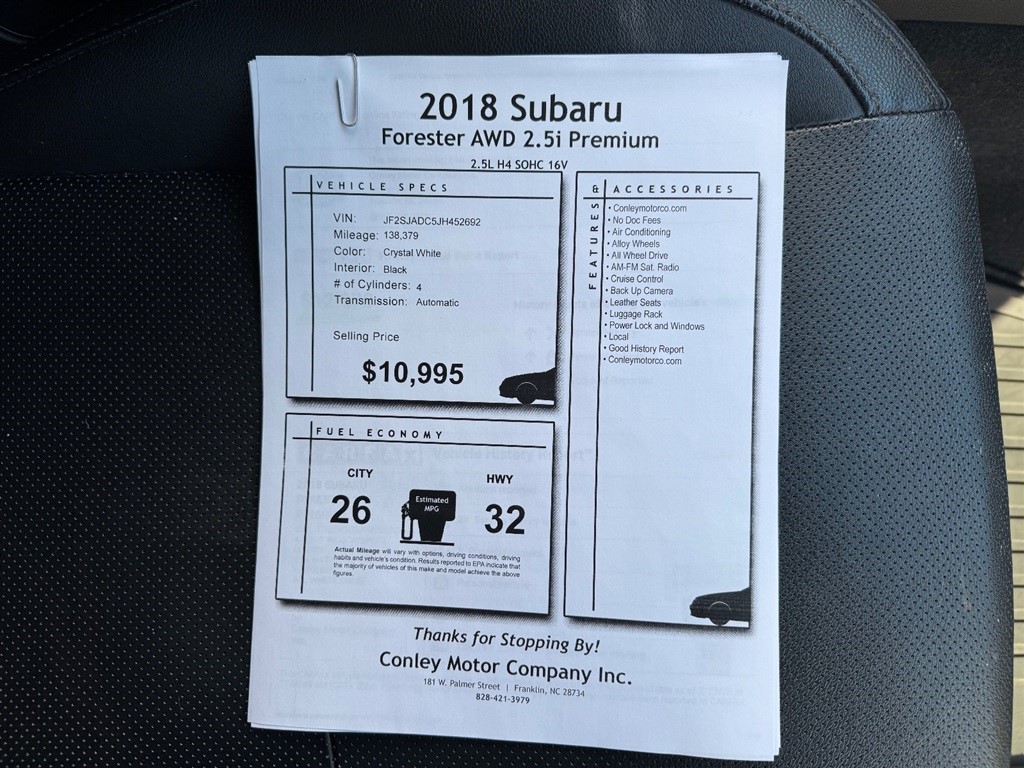 2018 Subaru
Forester AWD 2.5i Premium
2.5L H4 SOHC 16V
VEHICLE SPECS
VIN: JF2SJADC5JH452692
Mileage: 138,379
Color: Crystal White
Interior: Black
# of Cylinders: 4
Transmission: Automatic
Selling Price
$10,995
FEATURES & ACCESSORIES
• Conleymotorco.com
• No Doc Fees
• Air Conditioning
• Alloy Wheels
• All Wheel Drive
• AM-FM Sat. Radio
• Cruise Control
• Back Up Camera
• Leather Seats
• Luggage Rack
• Power Lock and Windows
• Local
• Good History Report
• Conleymotorco.com
FUEL ECONOMY
CITY
26
Estimated
MPG
HWY
32
Actual Mileage will vary with options, driving conditions, driving
habits and vehicle's condition. Results reported to EPA indicate that
the majority of vehicles of this make and model achieve the above
figures.
Thanks for Stopping By!
Conley Motor Company Inc.
181 W. Palmer Street | Franklin, NC 28734
828-421-3979